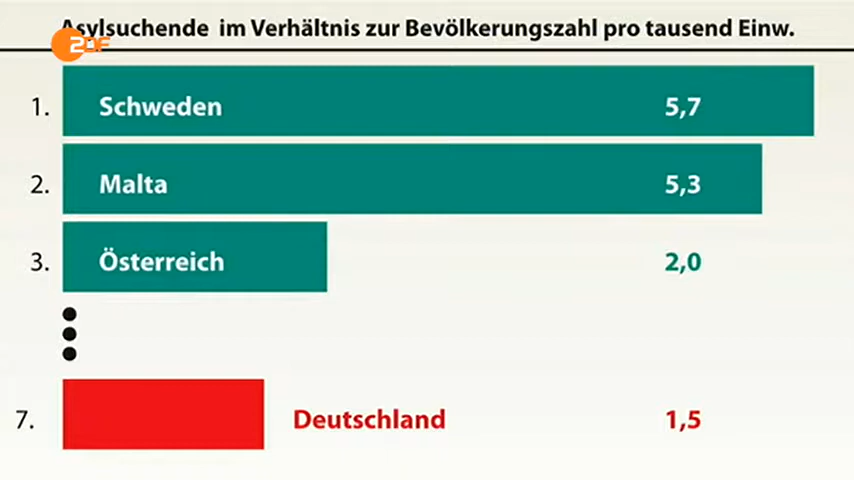 Asylsuchende im Verhältnis zur Bevölkerungszahl pro tausend Einw.
ZDF
1. Schweden 5,7
2. Malta 5,3
3. Österreich 2,0
7. Deutschland 1,5